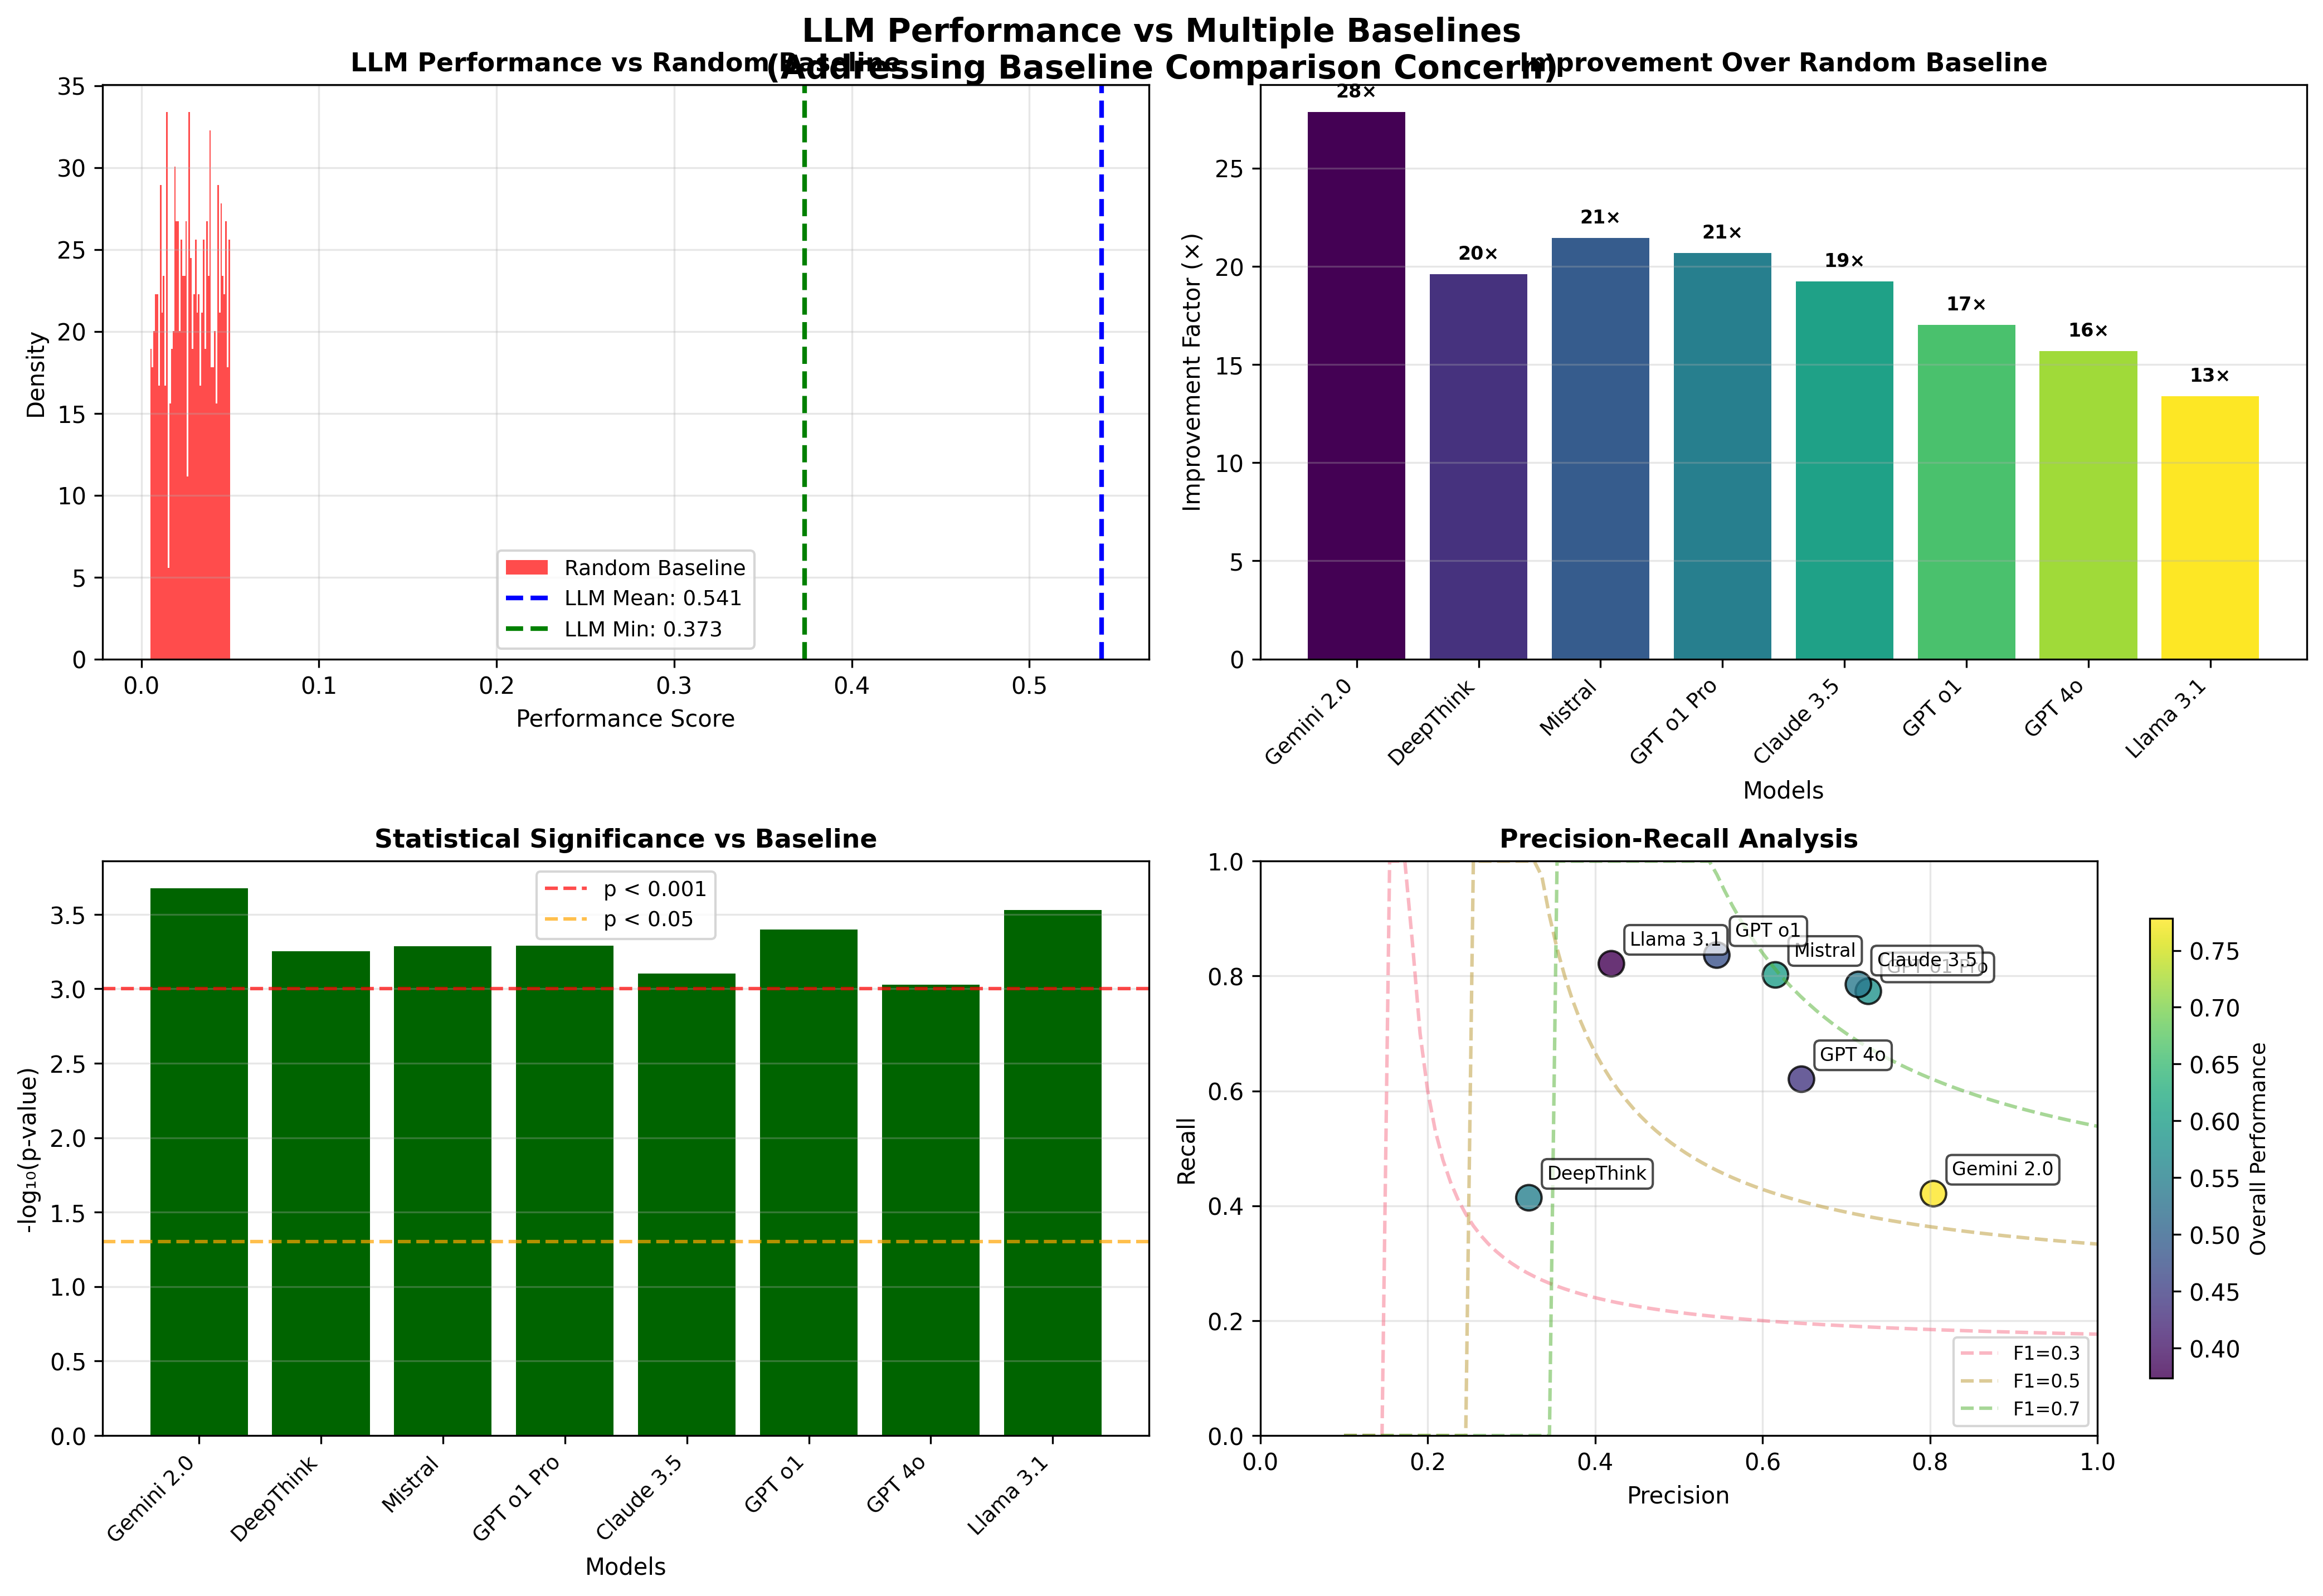 LLM Performance vs Multiple Baselines
(Addressing Baseline Comparison Concern)
LLM Performance vs Random Baseline
35
30
25
20
15
10
5
0
Density
Random Baseline
LLM Mean: 0.541
LLM Min: 0.373
0.0 0.1 0.2 0.3 0.4 0.5
Performance Score
Improvement Over Random Baseline
28×
20×
21×
21×
19×
17×
16×
13×
25
20
15
10
5
0
Improvement Factor (×)
Gemini 2.0
DeepThink
Mistral
GPT o1 Pro
Claude 3.5
GPT o1
GPT 4o
Llama 3.1
Models
Statistical Significance vs Baseline
p < 0.001
p < 0.05
3.5
3.0
2.5
2.0
1.5
1.0
0.5
0.0
-log₁₀(p-value)
Gemini 2.0
DeepThink
Mistral
GPT o1 Pro
Claude 3.5
GPT o1
GPT 4o
Llama 3.1
Models
Precision-Recall Analysis
1.0
0.8
0.6
0.4
0.2
0.0
Recall
Llama 3.1
GPT o1
Mistral
Claude 3.5
GPT o1 Pro
GPT 4o
DeepThink
Gemini 2.0
F1=0.3
F1=0.5
F1=0.7
0.0 0.2 0.4 0.6 0.8 1.0
Precision
0.75
0.70
0.65
0.60
0.55
0.50
0.45
0.40
Overall Performance